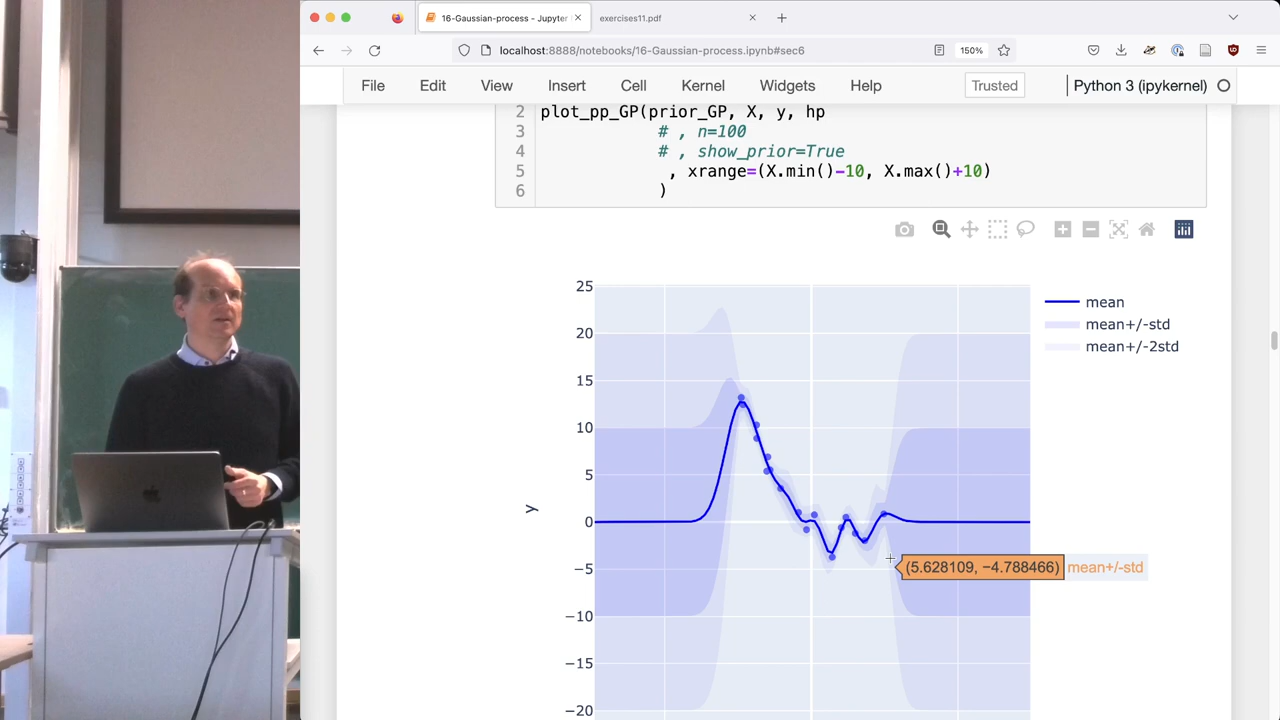 16-Gaussian-process - Jupyter
exercises11.pdf
localhost:8888/notebooks/16-Gaussian-process.ipynb#sec6
150%
File Edit View Insert Cell Kernel Widgets Help
Trusted
Python 3 (ipykernel)
2 plot_pp_GP(prior_GP, X, y, hp
3 # , n=100
4 # , show_prior=True
5 , xrange=(X.min()-10, X.max()+10)
6 )
25
20
15
10
5
0
−5
−10
−15
−20
y
mean
mean+/-std
mean+/-2std
(5.628109, −4.788466) mean+/-std